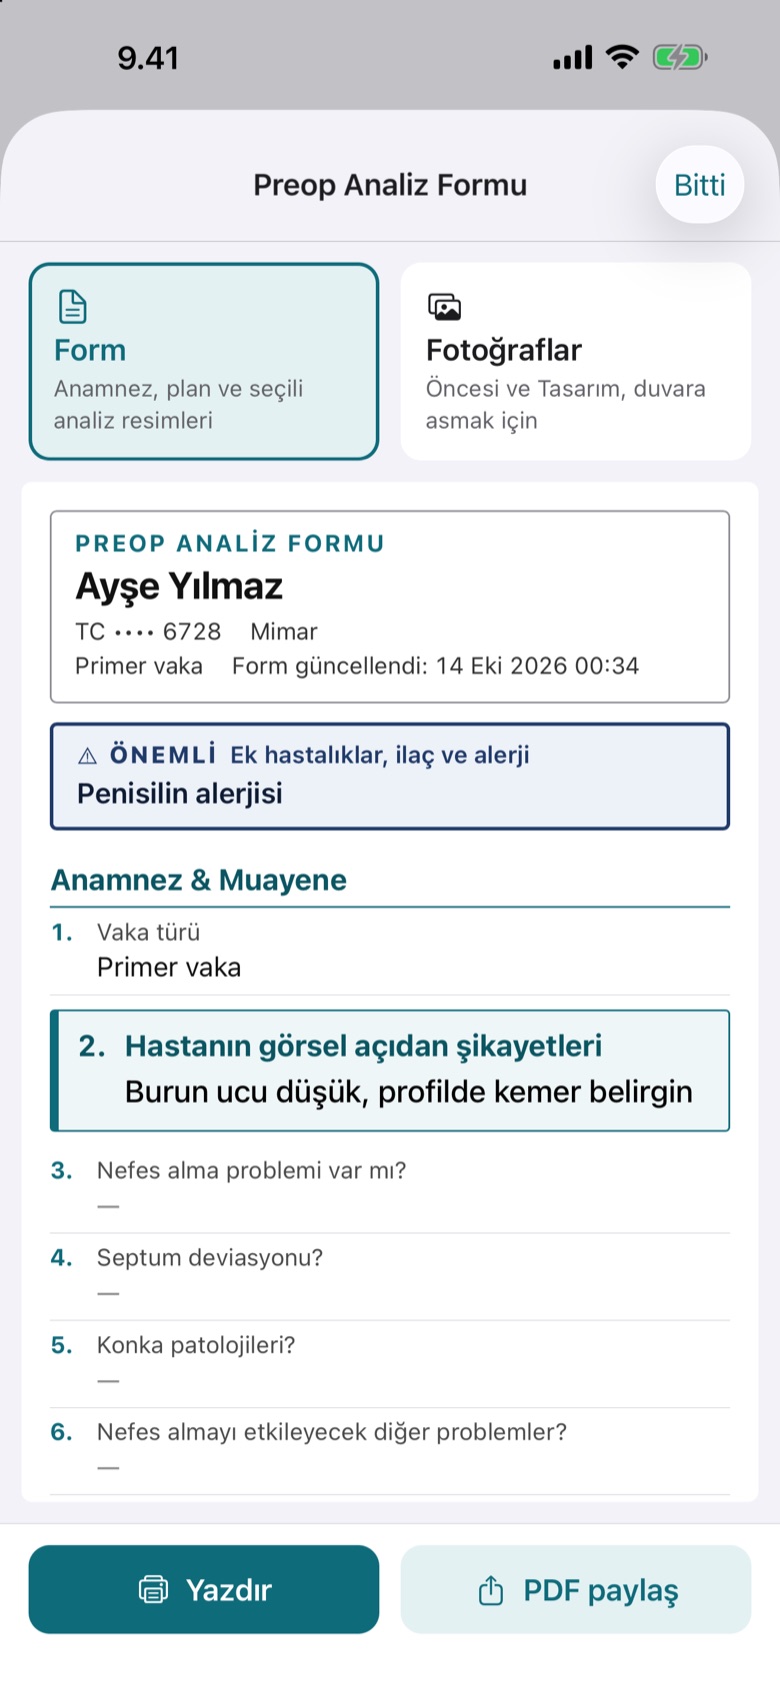 9.41
Preop Analiz Formu
Bitti
Form
Anamnez, plan ve seçili
analiz resimleri
Fotoğraflar
Öncesi ve Tasarım, duvara
asmak için
PREOP ANALİZ FORMU
Ayşe Yılmaz
TC •••• 6728 Mimar
Primer vaka Form güncellendi: 14 Eki 2026 00:34
⚠ ÖNEMLİ Ek hastalıklar, ilaç ve alerji
Penisilin alerjisi
Anamnez & Muayene
1. Vaka türü
Primer vaka
2. Hastanın görsel açıdan şikayetleri
Burun ucu düşük, profilde kemer belirgin
3. Nefes alma problemi var mı?
—
4. Septum deviasyonu?
—
5. Konka patolojileri?
—
6. Nefes almayı etkileyecek diğer problemler?
—
Yazdır
PDF paylaş